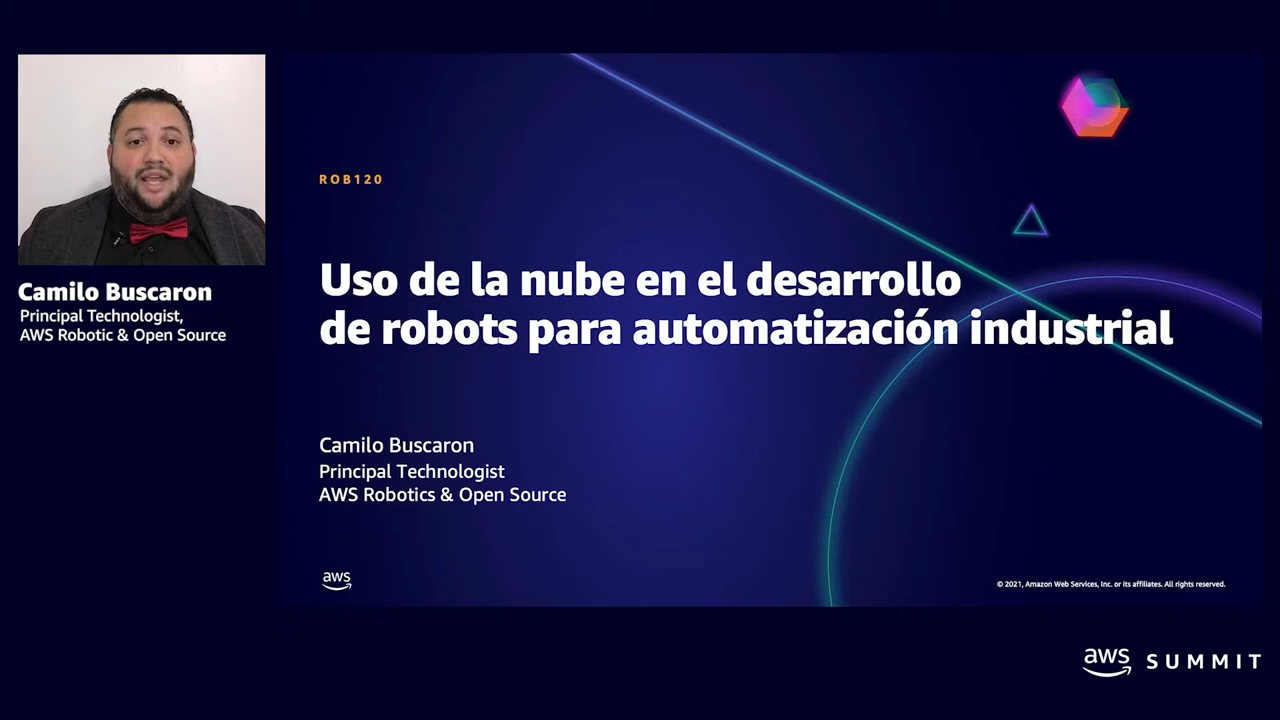 Camilo Buscaron
Principal Technologist,
AWS Robotic & Open Source
ROB120
Uso de la nube en el desarrollo
de robots para automatización industrial
Camilo Buscaron
Principal Technologist
AWS Robotics & Open Source
aws
© 2021, Amazon Web Services, Inc. or its affiliates. All rights reserved.
aws SUMMIT